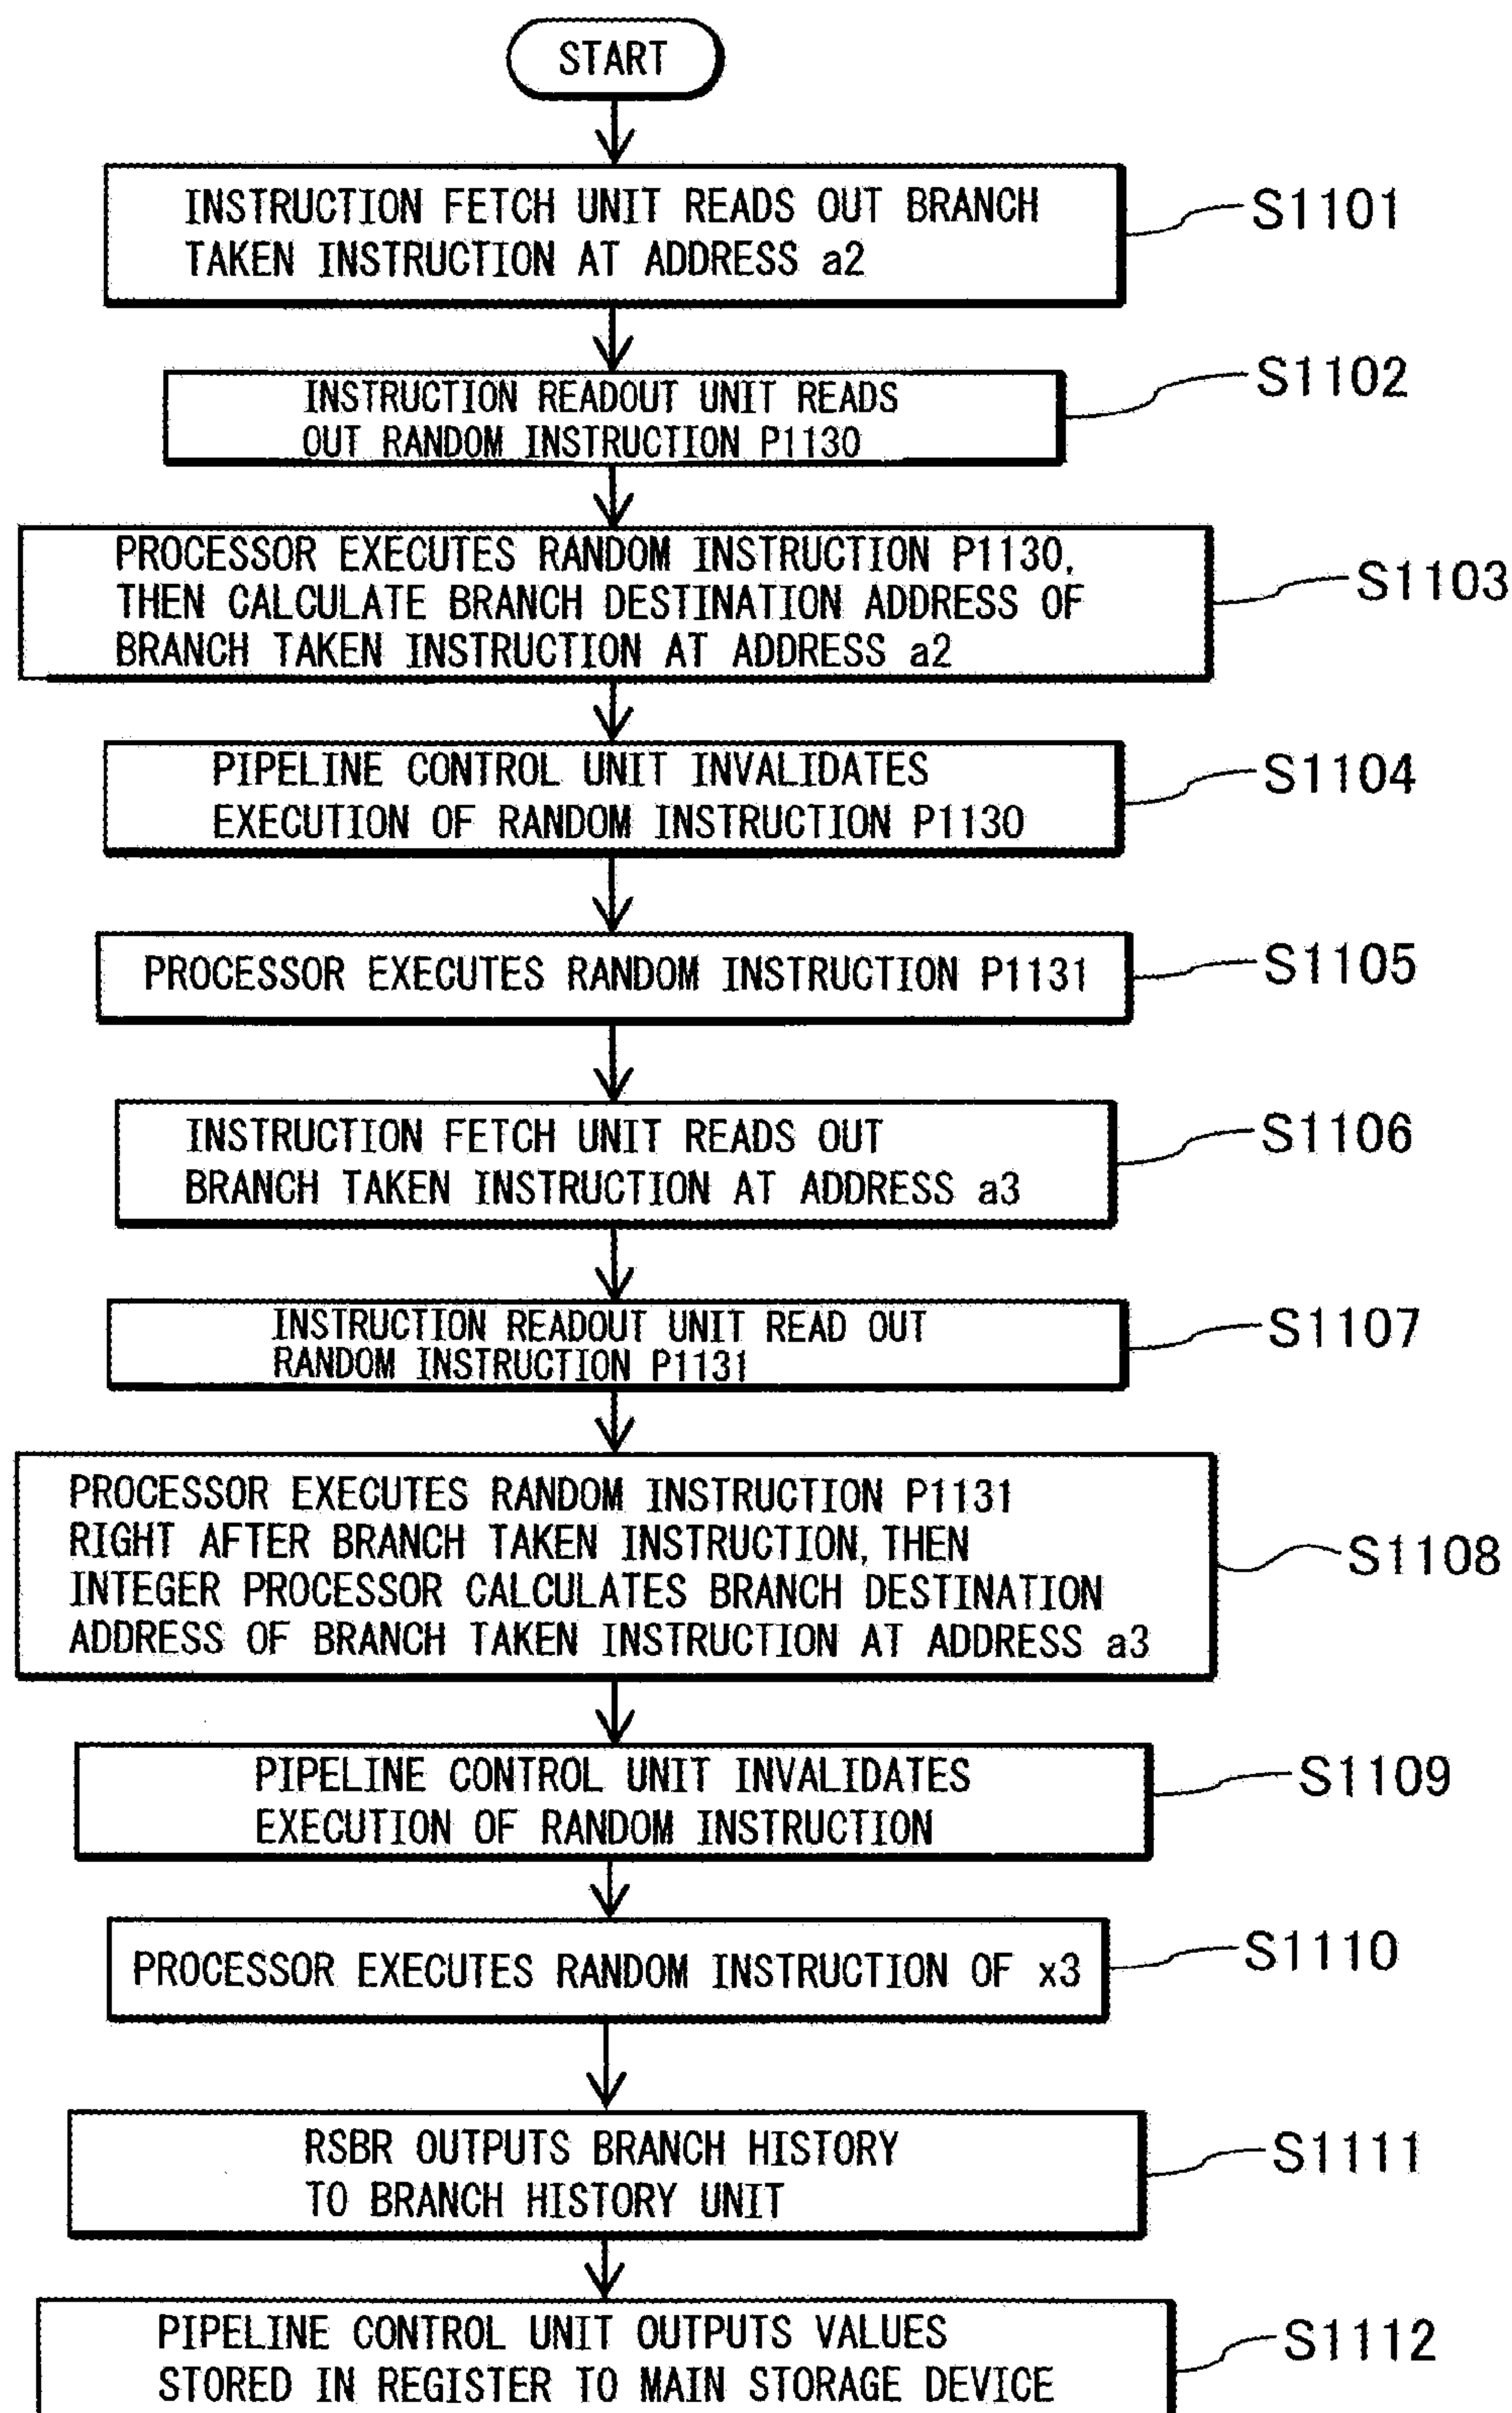 START
INSTRUCTION FETCH UNIT READS OUT BRANCH
TAKEN INSTRUCTION AT ADDRESS a2
S1101
INSTRUCTION READOUT UNIT READS
OUT RANDOM INSTRUCTION P1130
S1102
PROCESSOR EXECUTES RANDOM INSTRUCTION P1130,
THEN CALCULATE BRANCH DESTINATION ADDRESS OF
BRANCH TAKEN INSTRUCTION AT ADDRESS a2
S1103
PIPELINE CONTROL UNIT INVALIDATES
EXECUTION OF RANDOM INSTRUCTION P1130
S1104
PROCESSOR EXECUTES RANDOM INSTRUCTION P1131
S1105
INSTRUCTION FETCH UNIT READS OUT
BRANCH TAKEN INSTRUCTION AT ADDRESS a3
S1106
INSTRUCTION READOUT UNIT READ OUT
RANDOM INSTRUCTION P1131
S1107
PROCESSOR EXECUTES RANDOM INSTRUCTION P1131
RIGHT AFTER BRANCH TAKEN INSTRUCTION, THEN
INTEGER PROCESSOR CALCULATES BRANCH DESTINATION
ADDRESS OF BRANCH TAKEN INSTRUCTION AT ADDRESS a3
S1108
PIPELINE CONTROL UNIT INVALIDATES
EXECUTION OF RANDOM INSTRUCTION
S1109
PROCESSOR EXECUTES RANDOM INSTRUCTION OF x3
S1110
RSBR OUTPUTS BRANCH HISTORY
TO BRANCH HISTORY UNIT
S1111
PIPELINE CONTROL UNIT OUTPUTS VALUES
STORED IN REGISTER TO MAIN STORAGE DEVICE
S1112